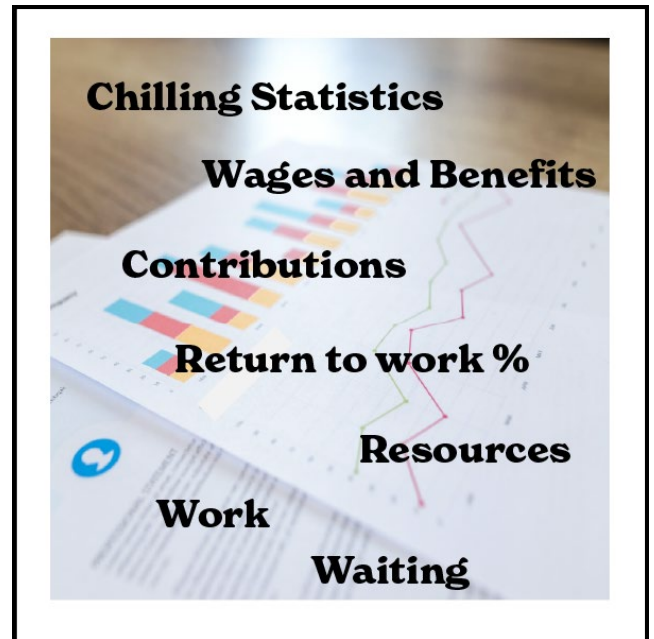 Chilling Statistics
Wages and Benefits
Contributions
Return to work %
Resources
Work
Waiting